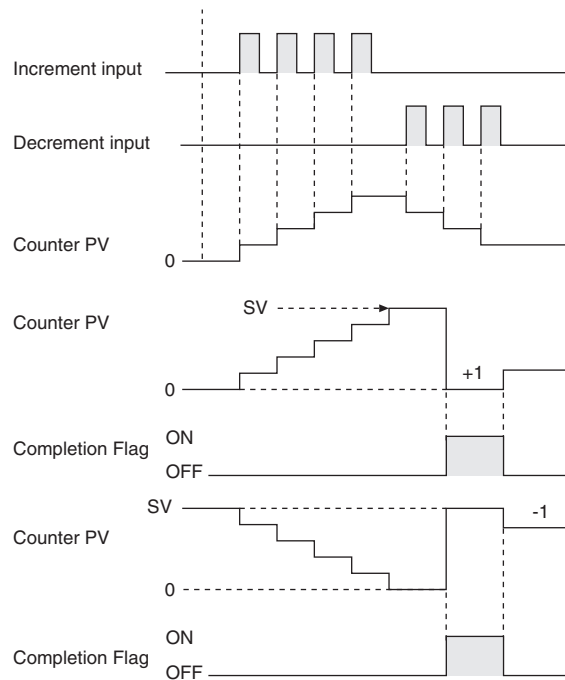 Increment input
Decrement input
Counter PV
0
SV
Counter PV
+1
0
ON
Completion Flag
OFF
SV
-1
Counter PV
0
ON
Completion Flag
OFF